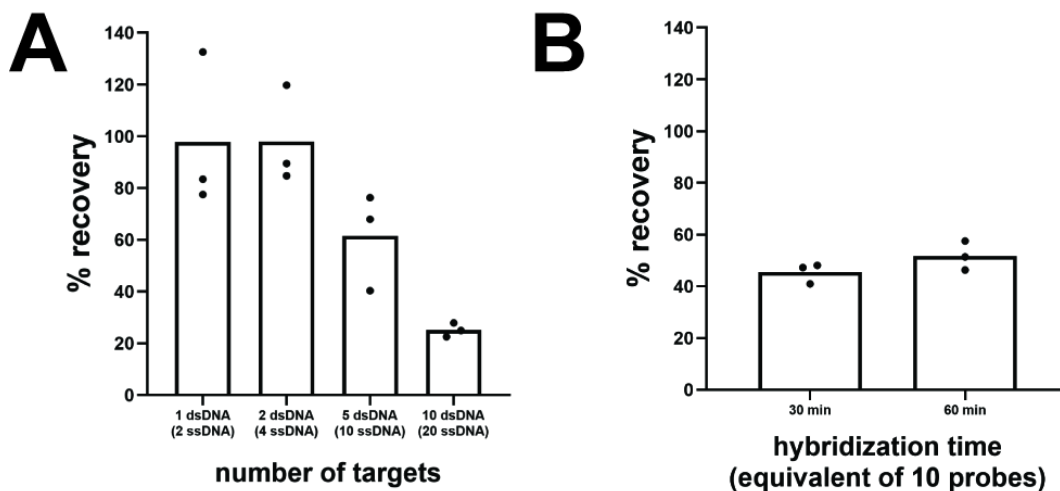 A
% recovery
140
120
100
80
60
40
20
0
1 dsDNA
(2 ssDNA)
2 dsDNA
(4 ssDNA)
5 dsDNA
(10 ssDNA)
10 dsDNA
(20 ssDNA)
number of targets
B
% recovery
140
120
100
80
60
40
20
0
30 min
60 min
hybridization time
(equivalent of 10 probes)